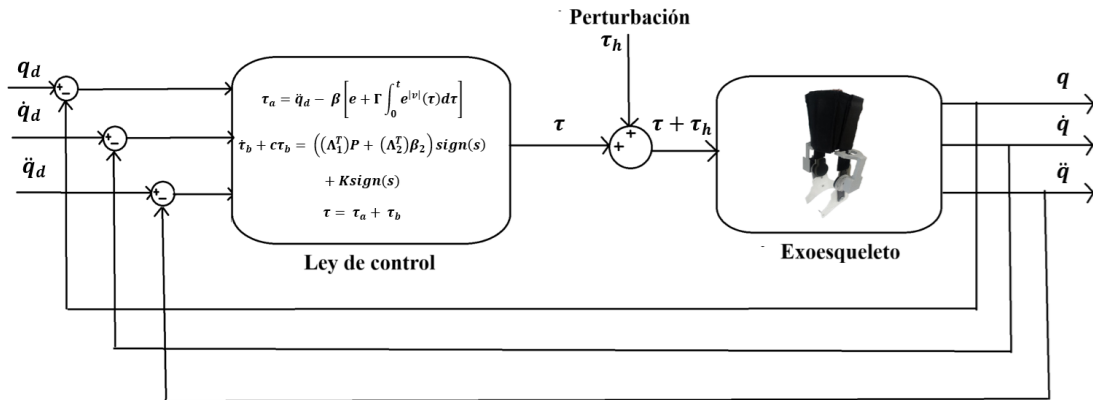 Perturbación
τ_h
q_d
q̇_d
q̈_d
+ −
+ −
+ −
τ_a = q̈_d − β[e + Γ∫_0^t e^{|v|}(τ)dτ]
ṫ_b + cτ_b = ((Λ_1^T)P + (Λ_2^T)β_2)sign(s)
+ Ksign(s)
τ = τ_a + τ_b
Ley de control
τ
+ +
τ + τ_h
Exoesqueleto
q
q̇
q̈